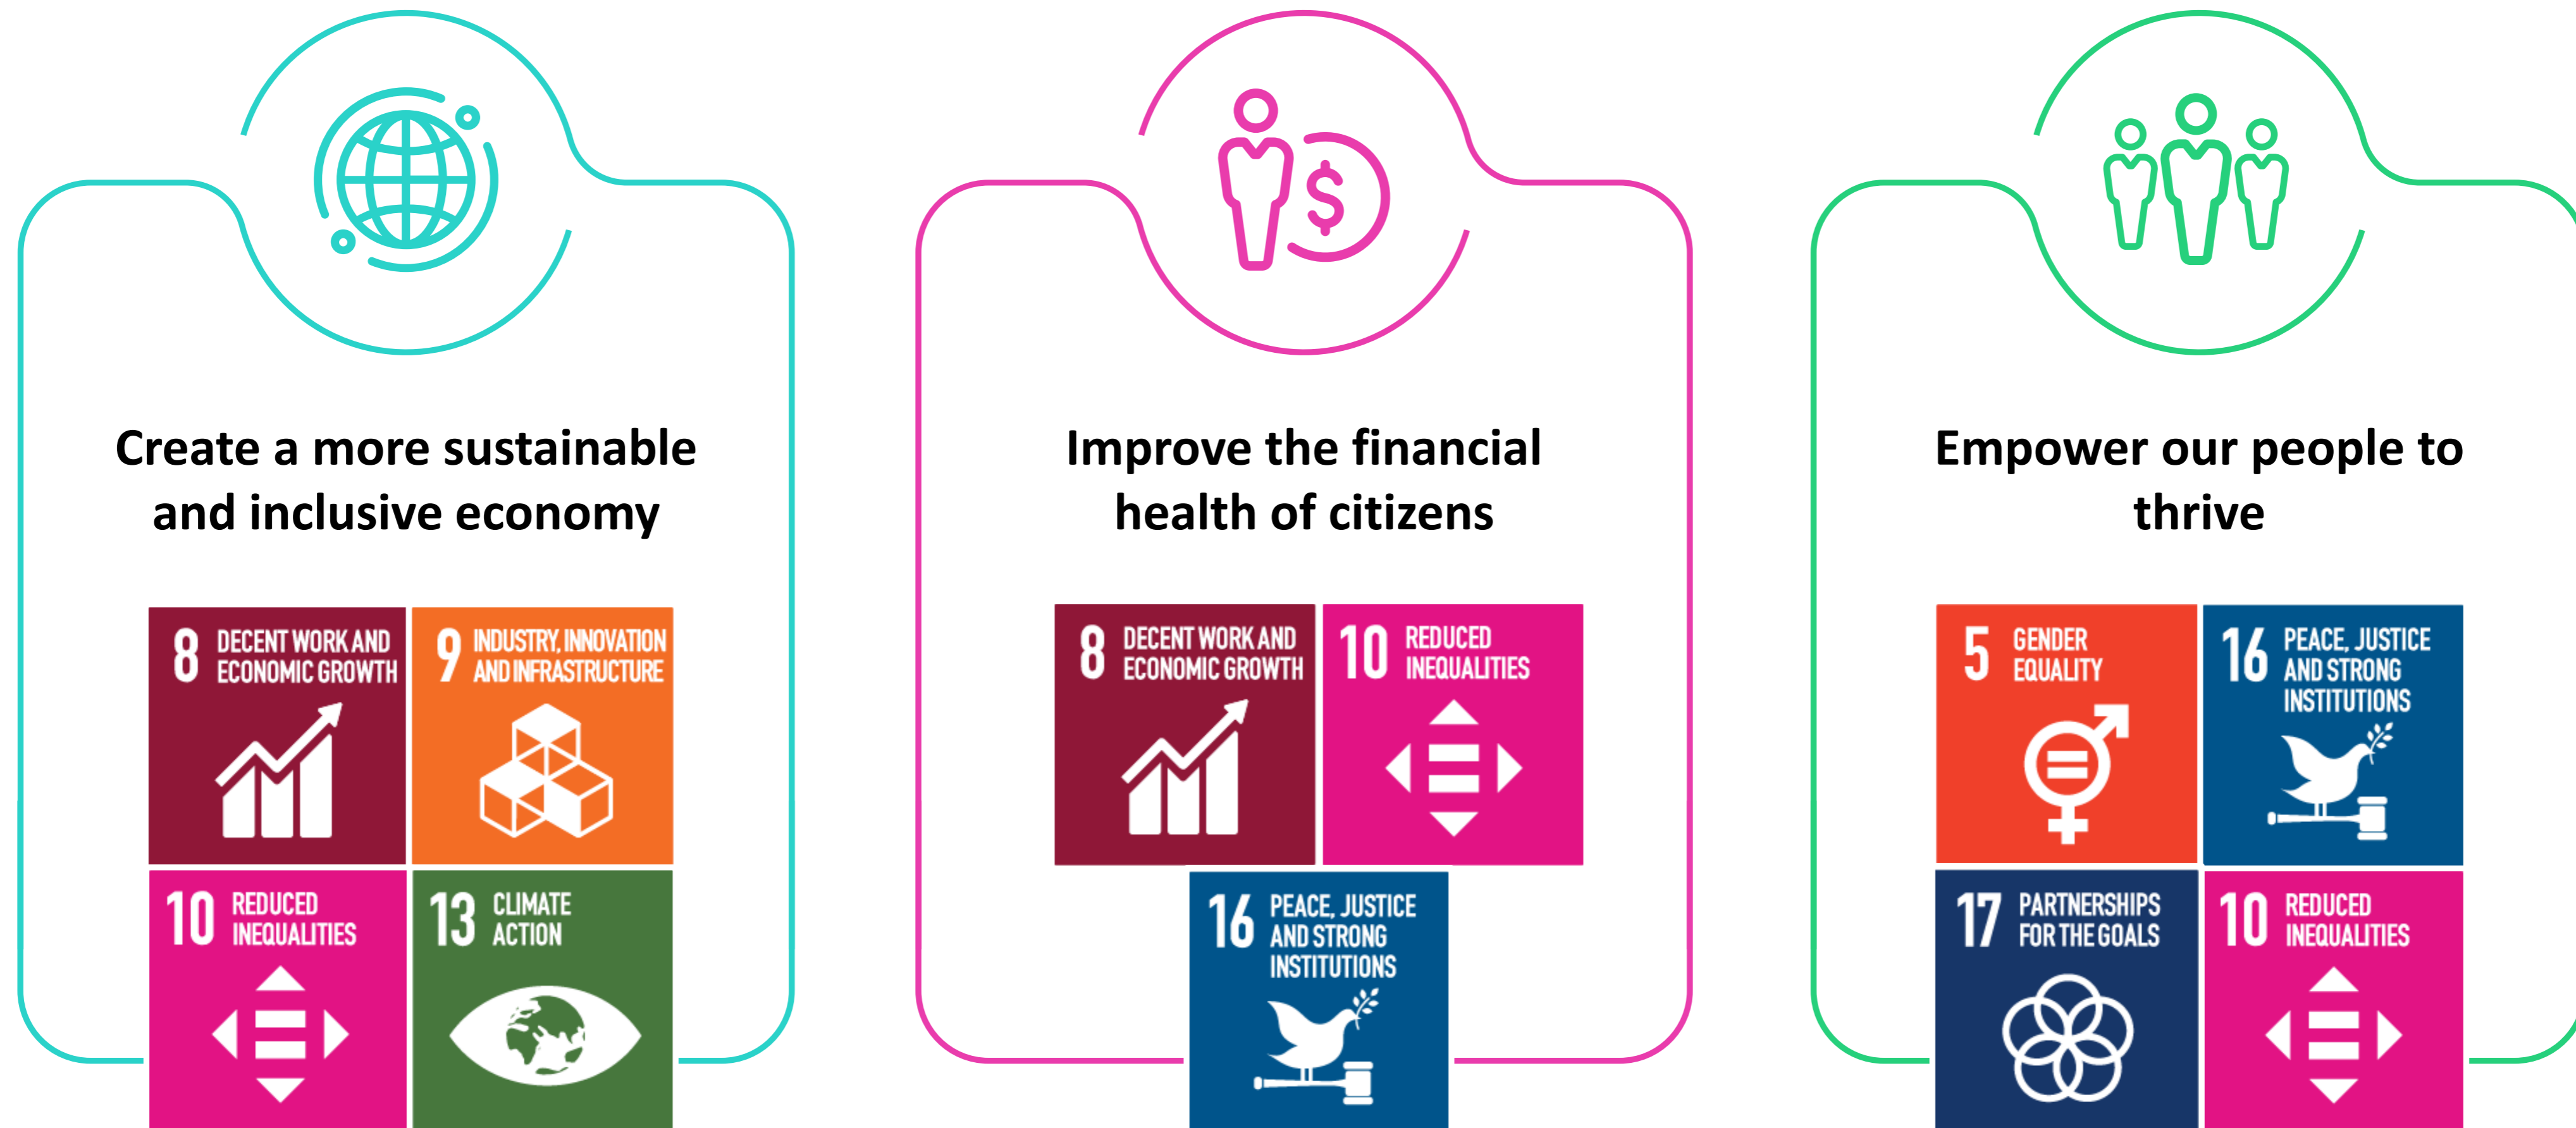 Create a more sustainable
and inclusive economy
8 DECENT WORK AND
ECONOMIC GROWTH
9 INDUSTRY, INNOVATION
AND INFRASTRUCTURE
10 REDUCED
INEQUALITIES
13 CLIMATE
ACTION
$
Improve the financial
health of citizens
8 DECENT WORK AND
ECONOMIC GROWTH
10 REDUCED
INEQUALITIES
16 PEACE, JUSTICE
AND STRONG
INSTITUTIONS
Empower our people to
thrive
5 GENDER
EQUALITY
16 PEACE, JUSTICE
AND STRONG
INSTITUTIONS
17 PARTNERSHIPS
FOR THE GOALS
10 REDUCED
INEQUALITIES